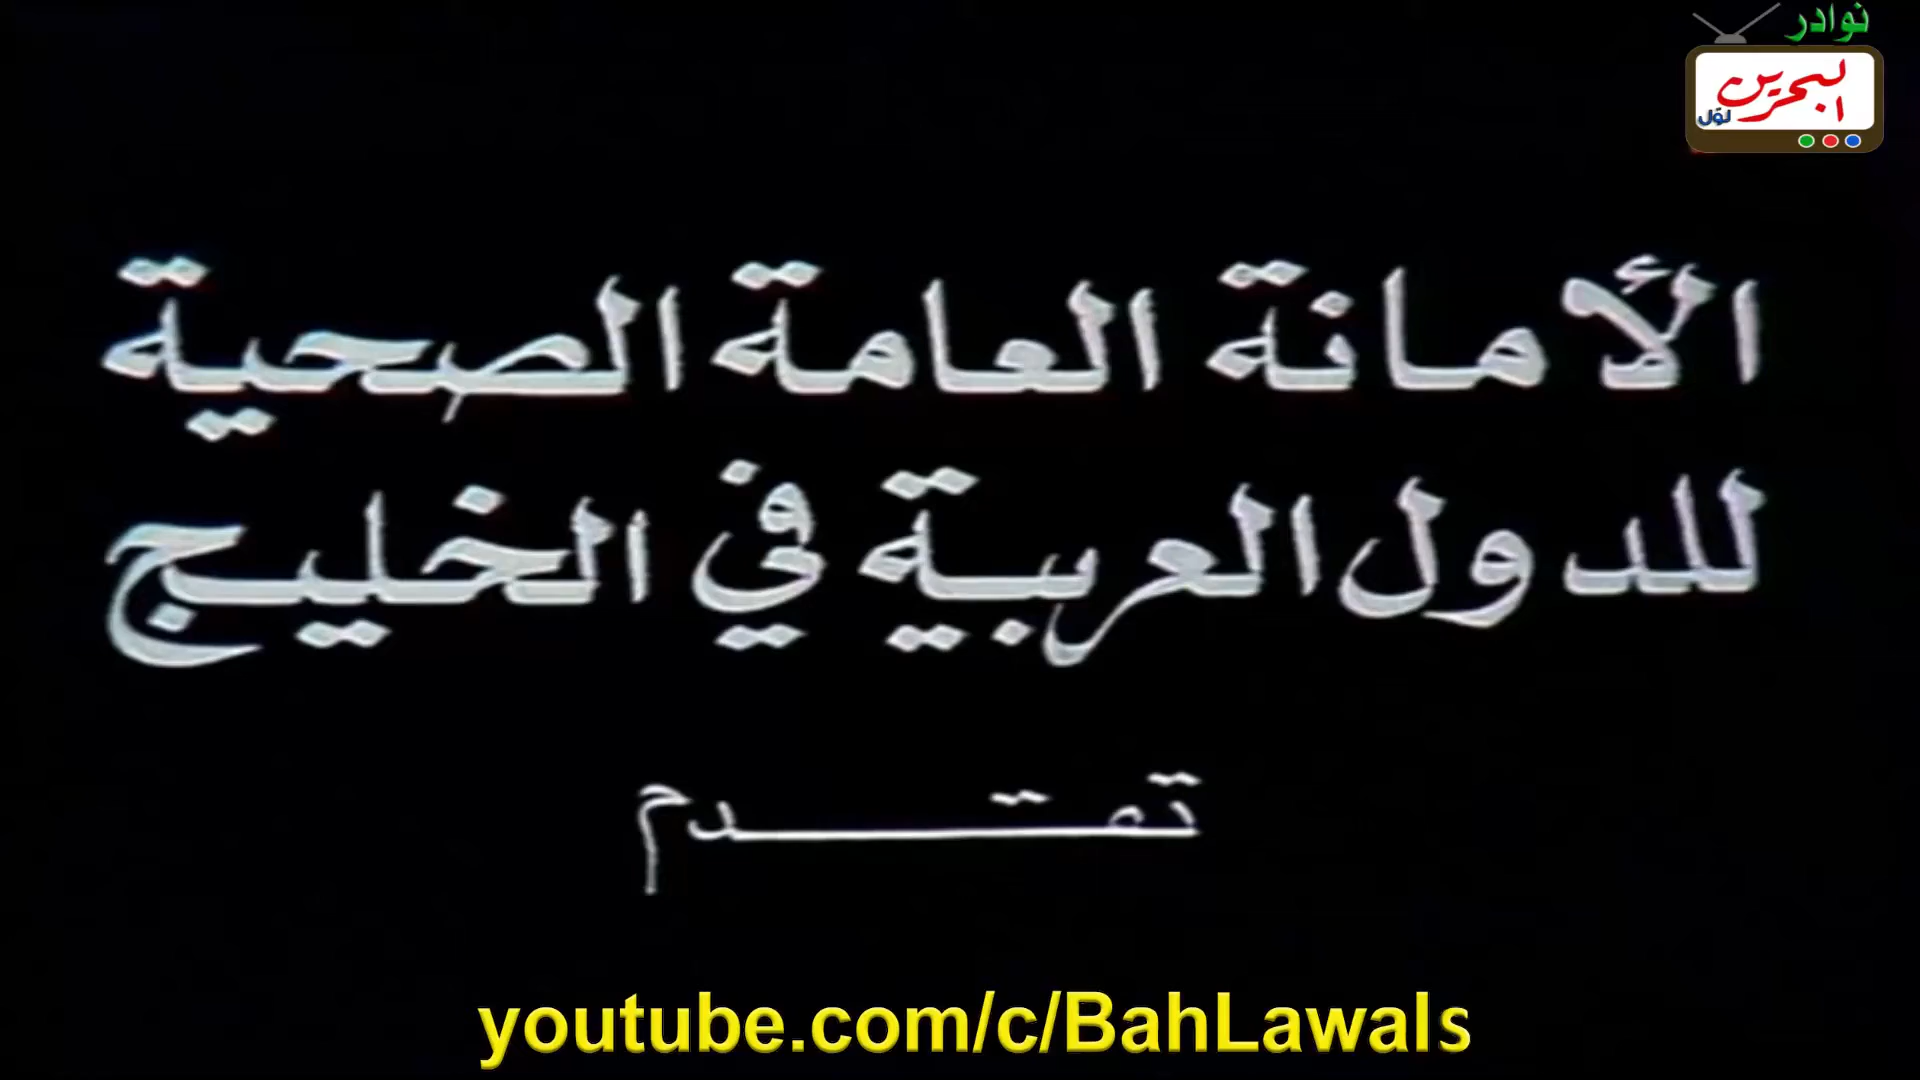 نوادر
البحرين
لوّل
الأمانة العامة الصحية
للدول العربية في الخليج
تقدم
youtube.com/c/BahLawals